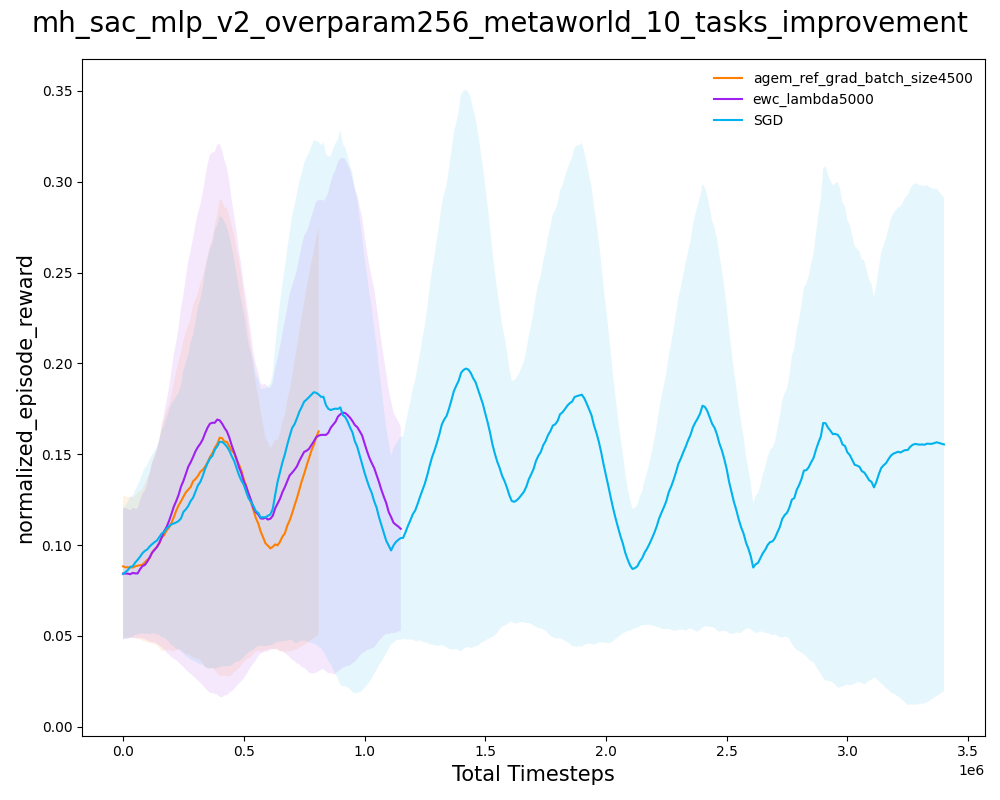 mh_sac_mlp_v2_overparam256_metaworld_10_tasks_improvement
agem_ref_grad_batch_size4500
ewc_lambda5000
SGD
normalized_episode_reward
0.35
0.30
0.25
0.20
0.15
0.10
0.05
0.00
0.0 0.5 1.0 1.5 2.0 2.5 3.0 3.5
1e6
Total Timesteps